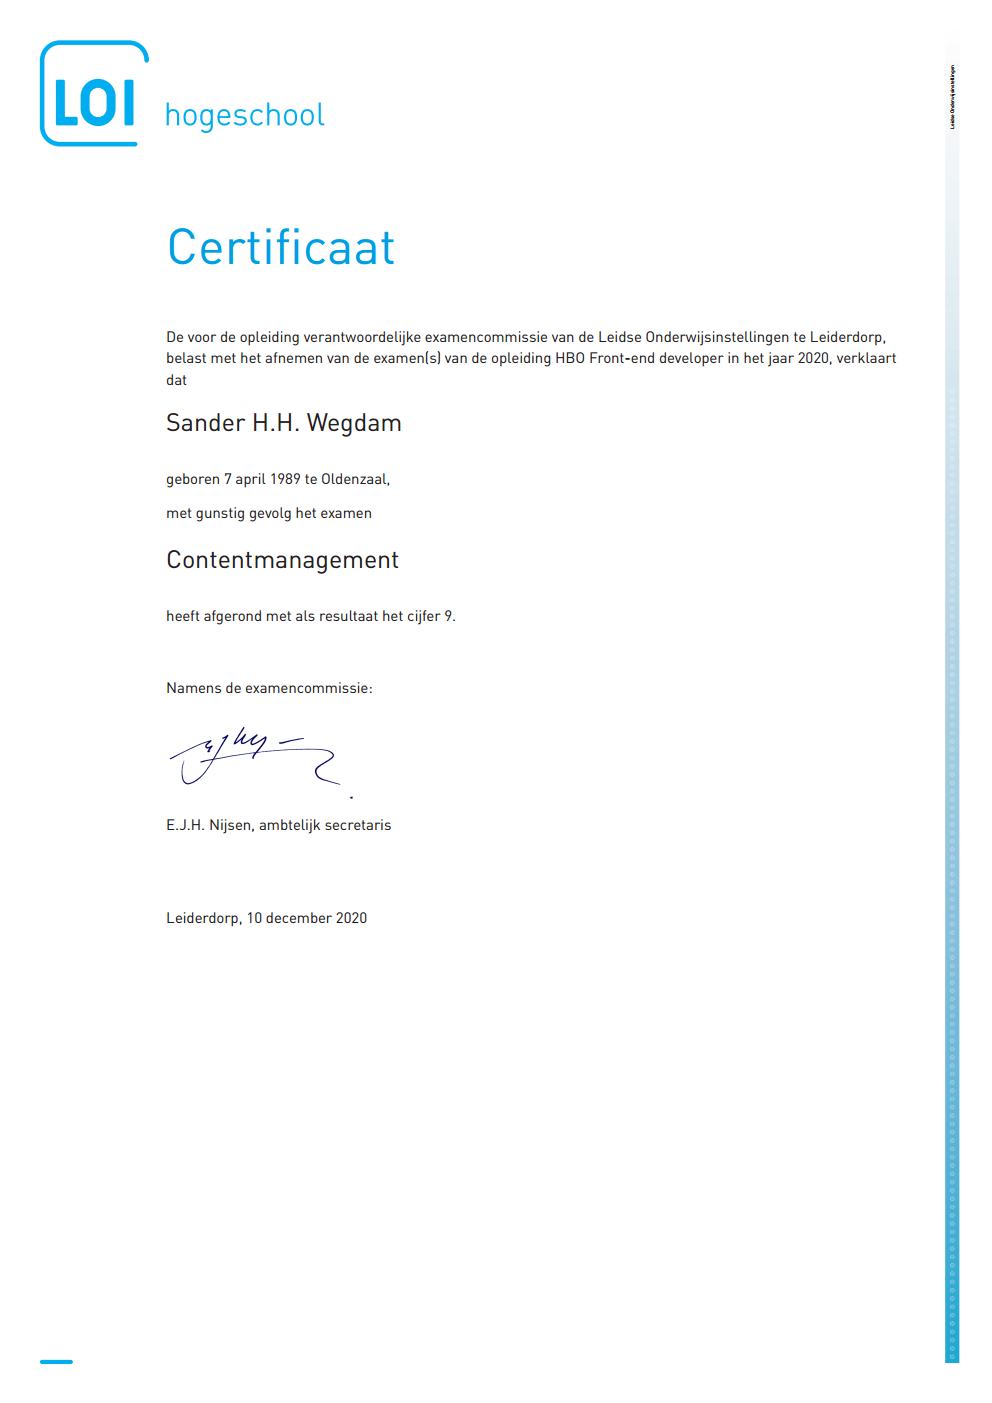 LOI hogeschool
Leidse Onderwijsinstellingen
Certificaat
De voor de opleiding verantwoordelijke examencommissie van de Leidse Onderwijsinstellingen te Leiderdorp,
belast met het afnemen van de examen(s) van de opleiding HBO Front-end developer in het jaar 2020, verklaart
dat
Sander H.H. Wegdam
geboren 7 april 1989 te Oldenzaal,
met gunstig gevolg het examen
Contentmanagement
heeft afgerond met als resultaat het cijfer 9.
Namens de examencommissie:
E.J.H. Nijsen, ambtelijk secretaris
Leiderdorp, 10 december 2020